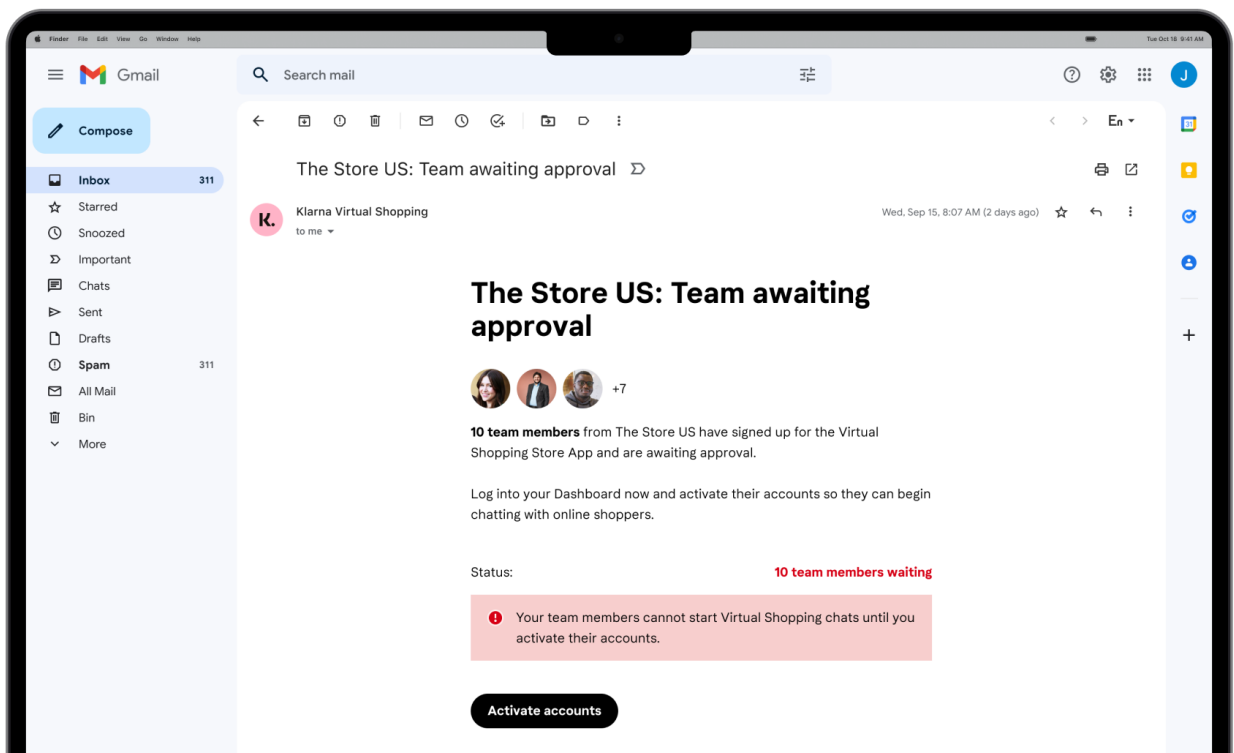 Finder File Edit View Go Window Help
Tue Oct 18 9:41 AM
Gmail
Search mail
J
Compose
En
31
Inbox 311
Starred
Snoozed
Important
Chats
Sent
Drafts
Spam 311
All Mail
Bin
More
The Store US: Team awaiting approval
K.
Klarna Virtual Shopping
Wed, Sep 15, 8:07 AM (2 days ago)
to me
The Store US: Team awaiting
approval
+7
10 team members from The Store US have signed up for the Virtual
Shopping Store App and are awaiting approval.
Log into your Dashboard now and activate their accounts so they can begin
chatting with online shoppers.
Status: 10 team members waiting
Your team members cannot start Virtual Shopping chats until you
activate their accounts.
Activate accounts